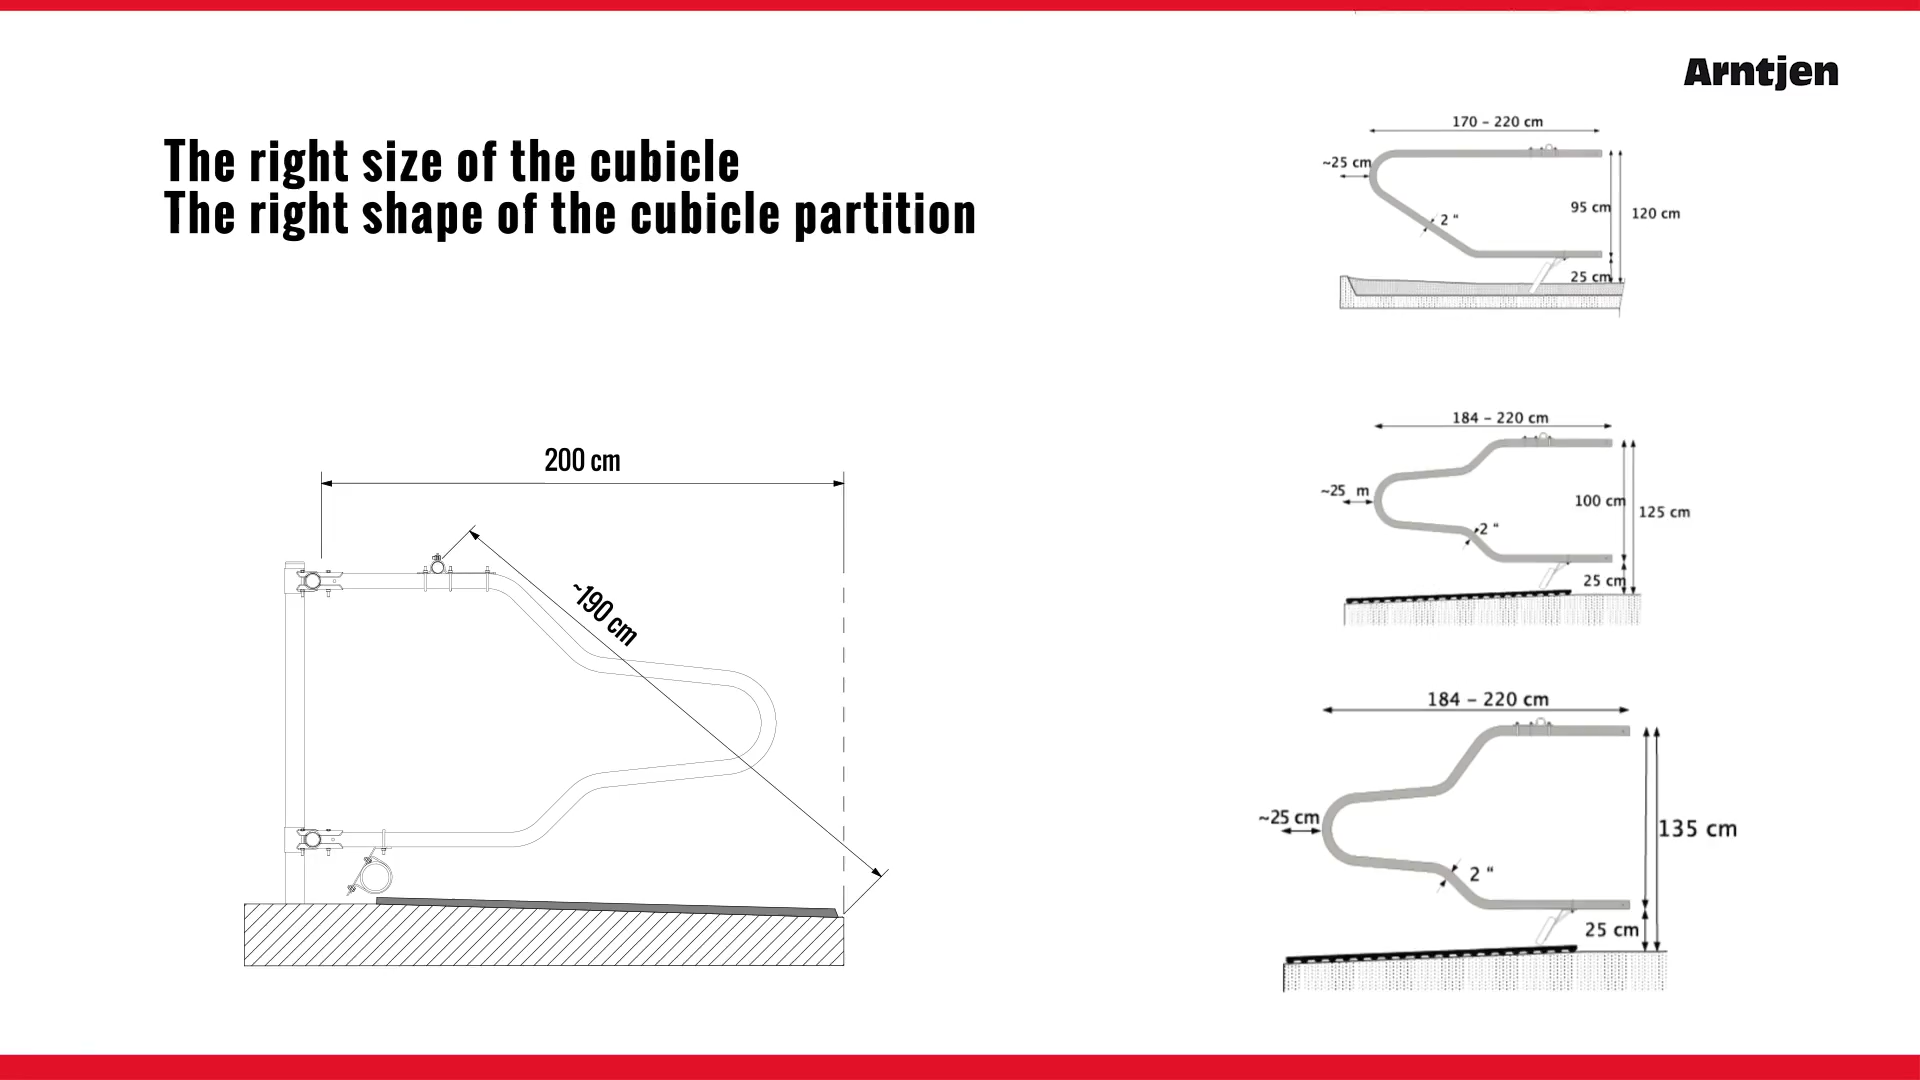 Arntjen
The right size of the cubicle
The right shape of the cubicle partition
200 cm
~190 cm
170 – 220 cm
~25 cm
2 “
95 cm
120 cm
25 cm
184 – 220 cm
~25 m
2 “
100 cm
125 cm
25 cm
184 – 220 cm
~25 cm
2 “
135 cm
25 cm